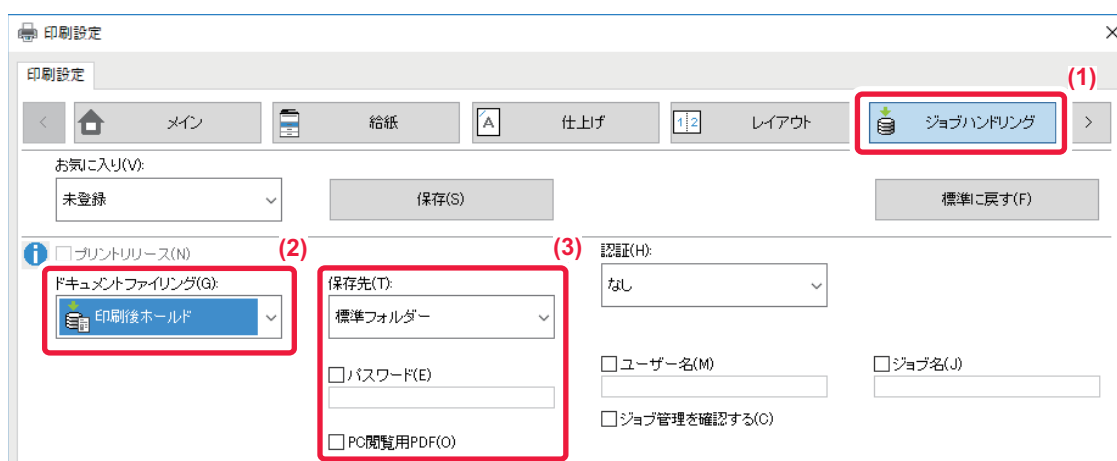 印刷設定
×
印刷設定
(1)
<
メイン
給紙
A
仕上げ
1 2
レイアウト
ジョブハンドリング
>
お気に入り(V):
未登録
保存(S)
標準に戻す(F)
プリントリリース(N)
(2)
(3)
認証(H):
ドキュメントファイリング(G):
保存先(T):
なし
印刷後ホールド
標準フォルダー
パスワード(E)
ユーザー名(M)
ジョブ名(J)
ジョブ管理を確認する(C)
PC閲覧用PDF(O)